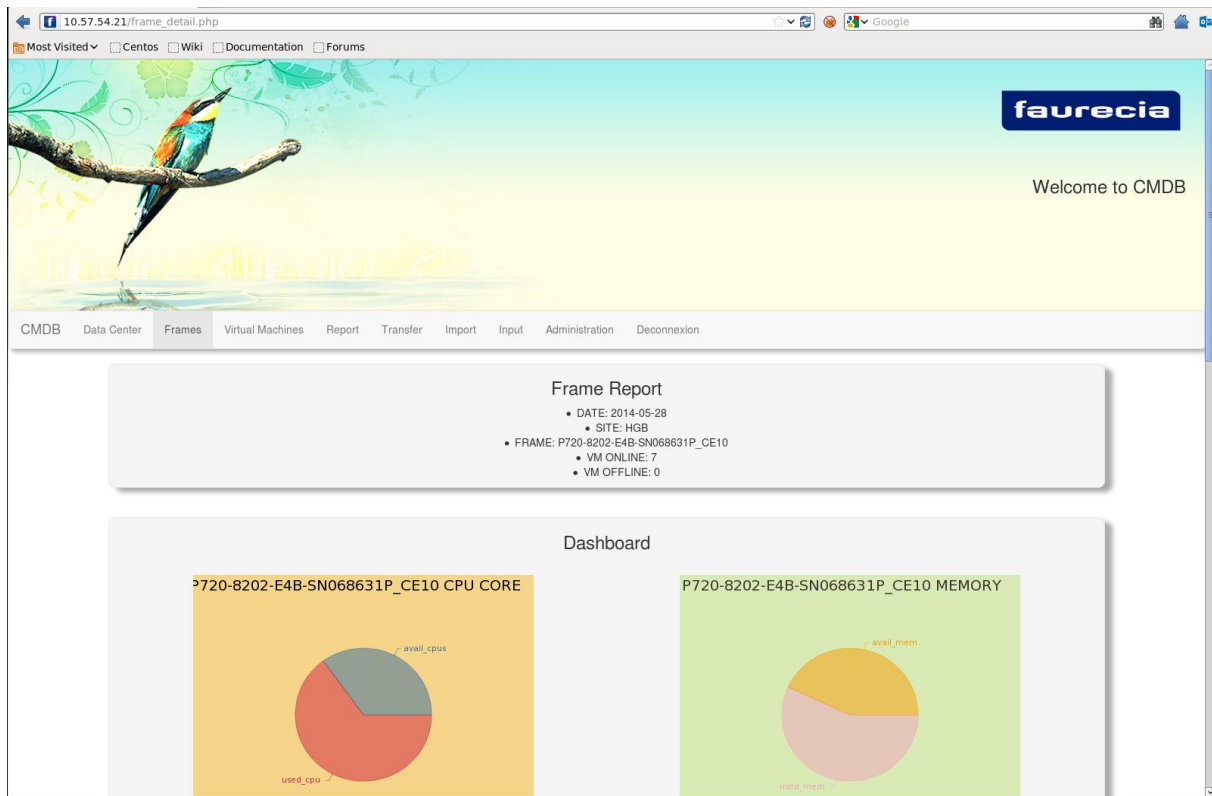 10.57.54.21/frame_detail.php
Google
Most Visited
Centos
Wiki
Documentation
Forums
faurecia
Welcome to CMDB
CMDB
Data Center
Frames
Virtual Machines
Report
Transfer
Import
Input
Administration
Deconnexion
Frame Report
• DATE: 2014-05-28
• SITE: HGB
• FRAME: P720-8202-E4B-SN068631P_CE10
• VM ONLINE: 7
• VM OFFLINE: 0
Dashboard
P720-8202-E4B-SN068631P_CE10 CPU CORE
avail_cpus
used_cpu
P720-8202-E4B-SN068631P_CE10 MEMORY
avail_mem
used_mem